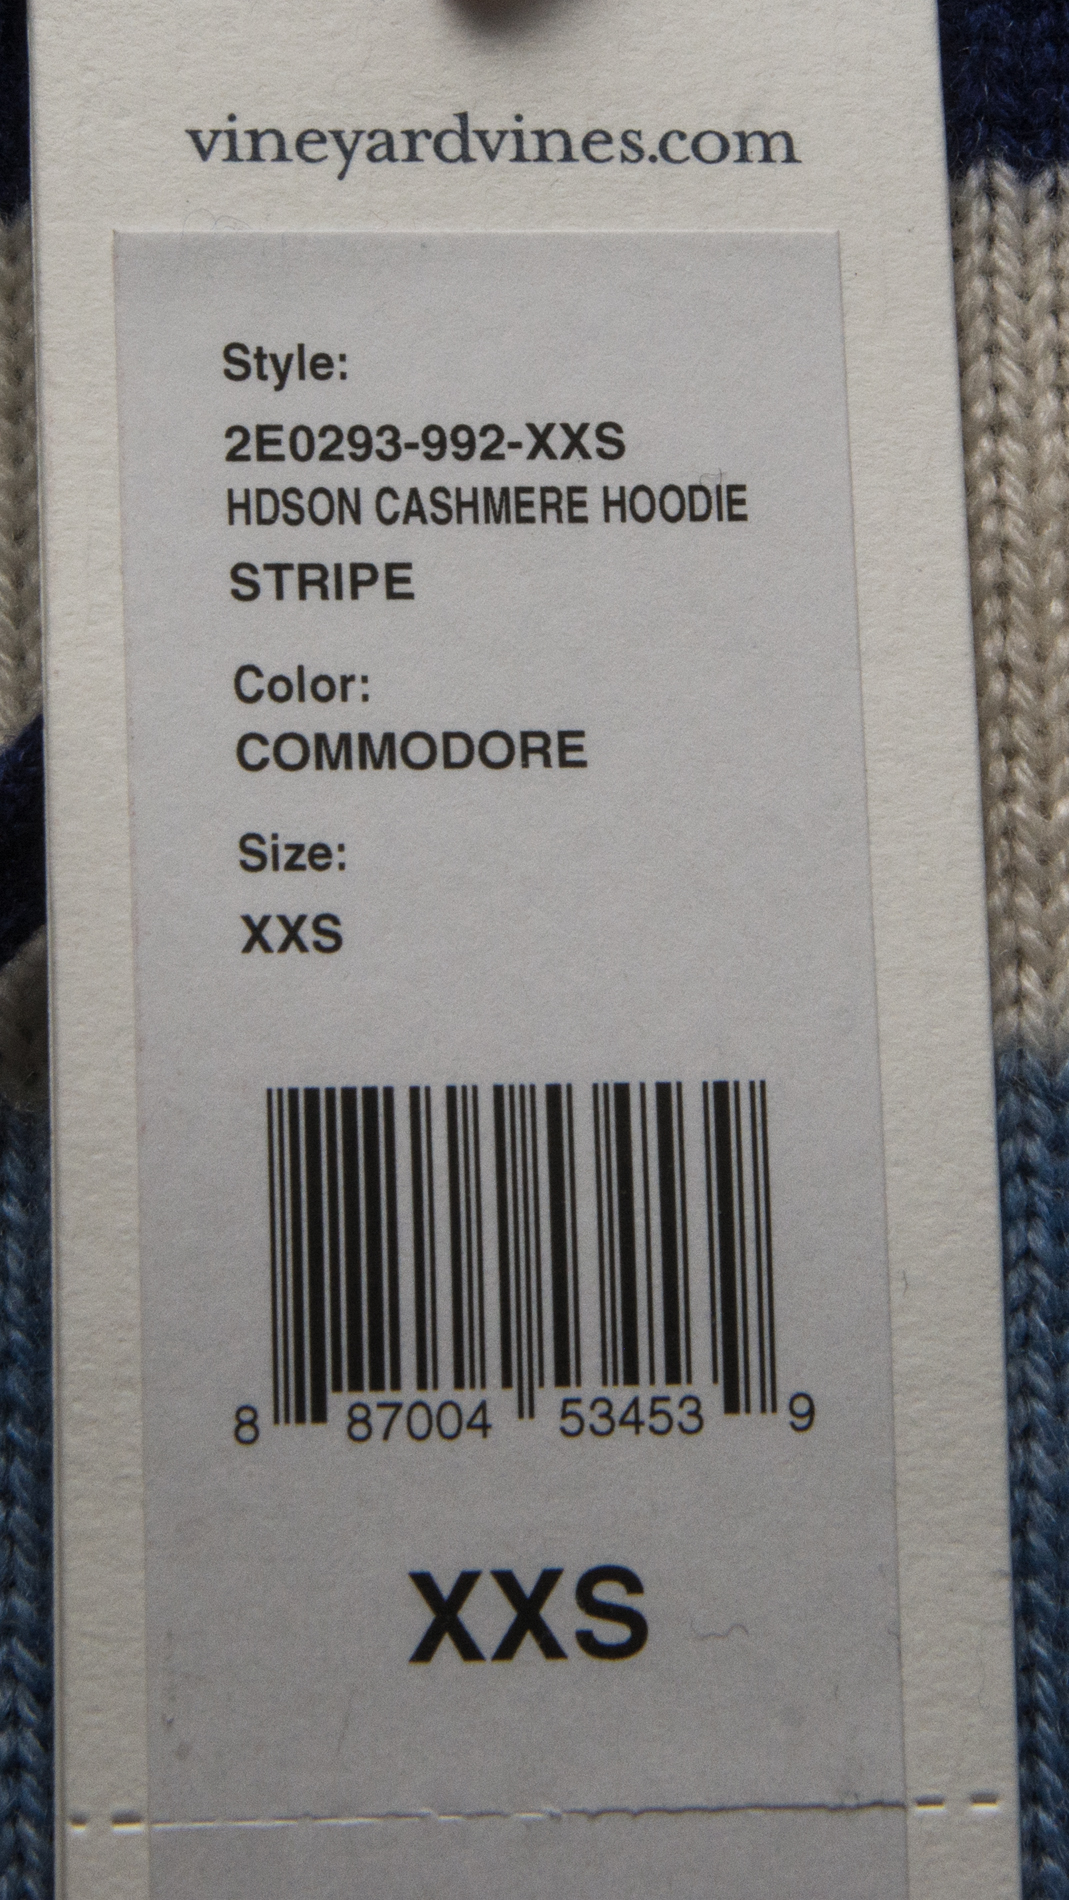 vineyardvines.com
Style:
2E0293-992-XXS
HDSON CASHMERE HOODIE
STRIPE
Color:
COMMODORE
Size:
XXS
8 87004 53453 9
XXS